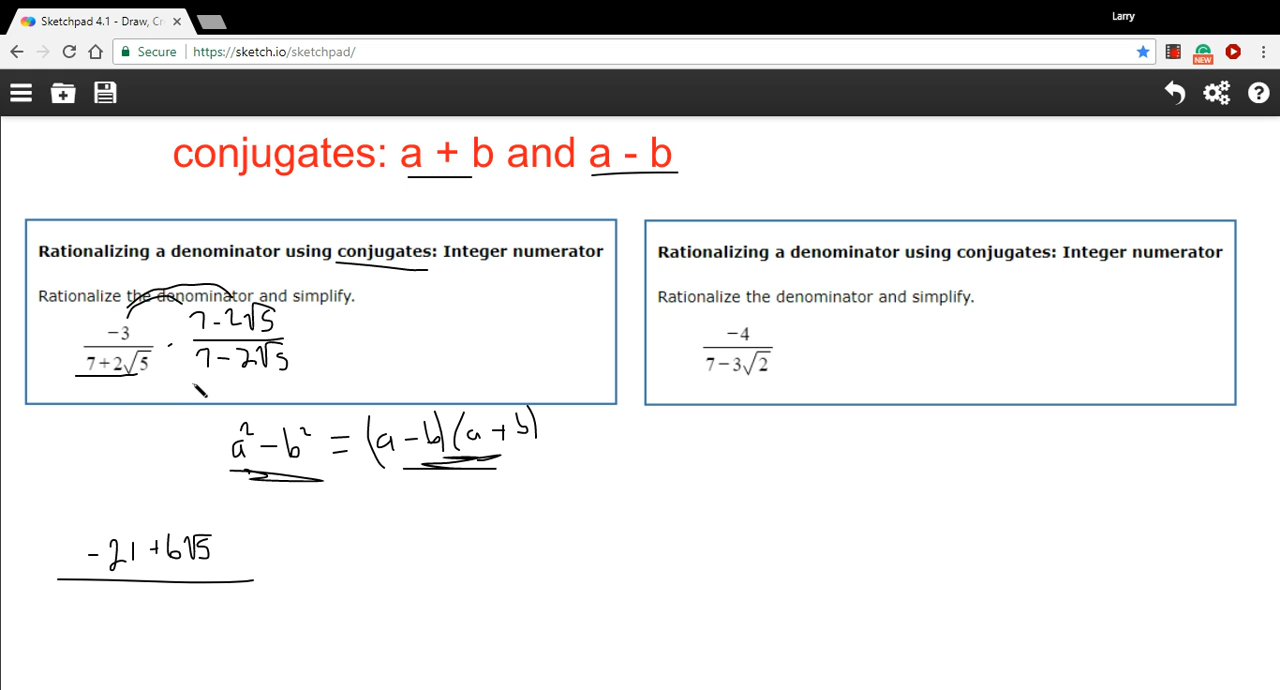 Larry
Sketchpad 4.1 - Draw, Cr
Secure https://sketch.io/sketchpad/
NEW
conjugates: a + b and a - b
Rationalizing a denominator using conjugates: Integer numerator
Rationalize the denominator and simplify.
-3 / 7+2√5 · 7-2√5 / 7-2√5
a² - b² = (a - b)(a + b)
-21 + 6√5
Rationalizing a denominator using conjugates: Integer numerator
Rationalize the denominator and simplify.
-4 / 7-3√2